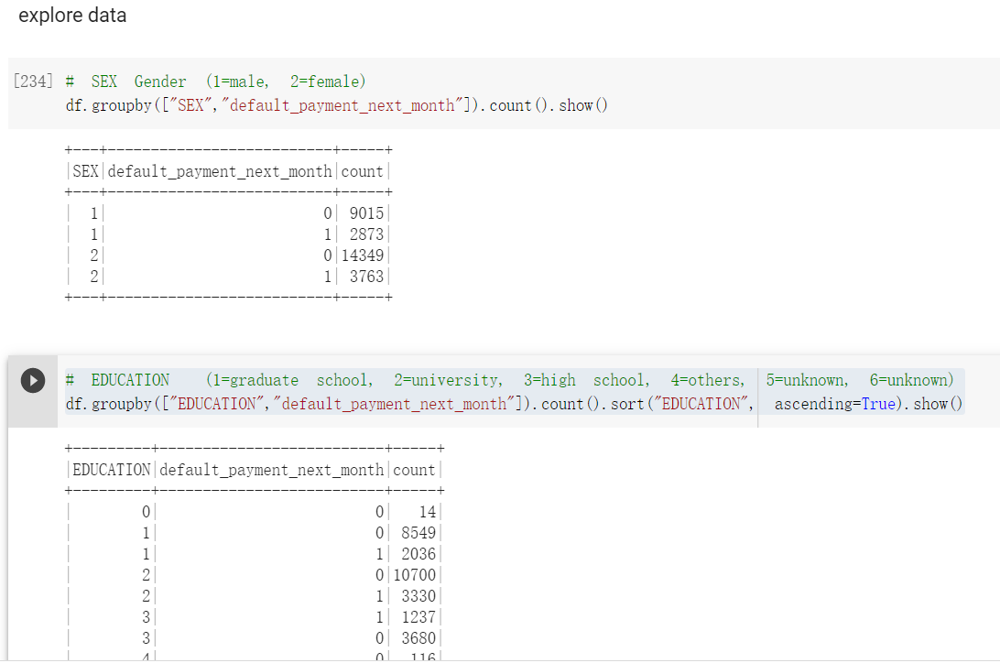 explore data
[234] # SEX Gender (1=male, 2=female)
df.groupby(["SEX","default_payment_next_month"]).count().show()
+---+--------------------------+-----+
|SEX|default_payment_next_month|count|
+---+--------------------------+-----+
| 1| 0| 9015|
| 1| 1| 2873|
| 2| 0|14349|
| 2| 1| 3763|
+---+--------------------------+-----+
# EDUCATION (1=graduate school, 2=university, 3=high school, 4=others, 5=unknown, 6=unknown)
df.groupby(["EDUCATION","default_payment_next_month"]).count().sort("EDUCATION", ascending=True).show()
+---------+--------------------------+-----+
|EDUCATION|default_payment_next_month|count|
+---------+--------------------------+-----+
| 0| 0| 14|
| 1| 0| 8549|
| 1| 1| 2036|
| 2| 0|10700|
| 2| 1| 3330|
| 3| 1| 1237|
| 3| 0| 3680|
| 4| 0| 116|